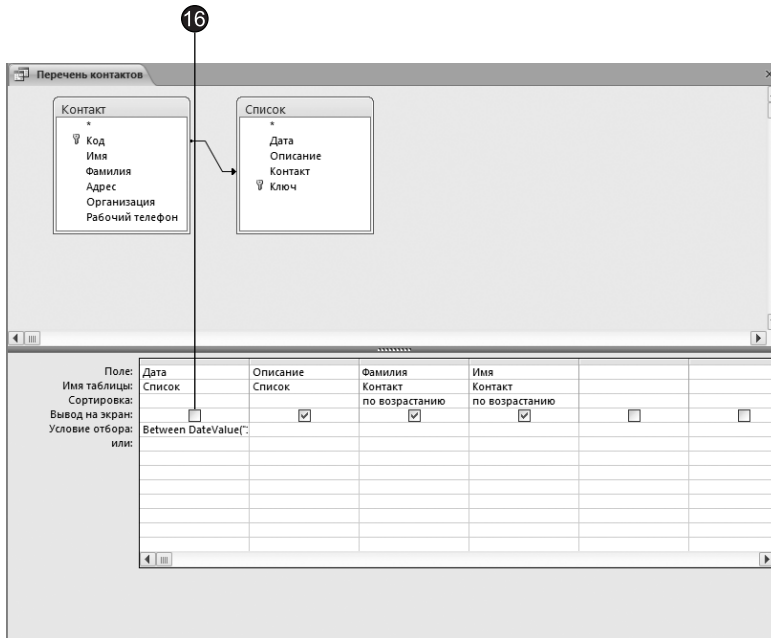 16
Перечень контактов
Контакт
*
Код
Имя
Фамилия
Адрес
Организация
Рабочий телефон
Список
*
Дата
Описание
Контакт
Ключ
Поле: Дата Описание Фамилия Имя
Имя таблицы: Список Список Контакт Контакт
Сортировка: по возрастанию по возрастанию
Вывод на экран:
Условие отбора: Between DateValue(":
или: